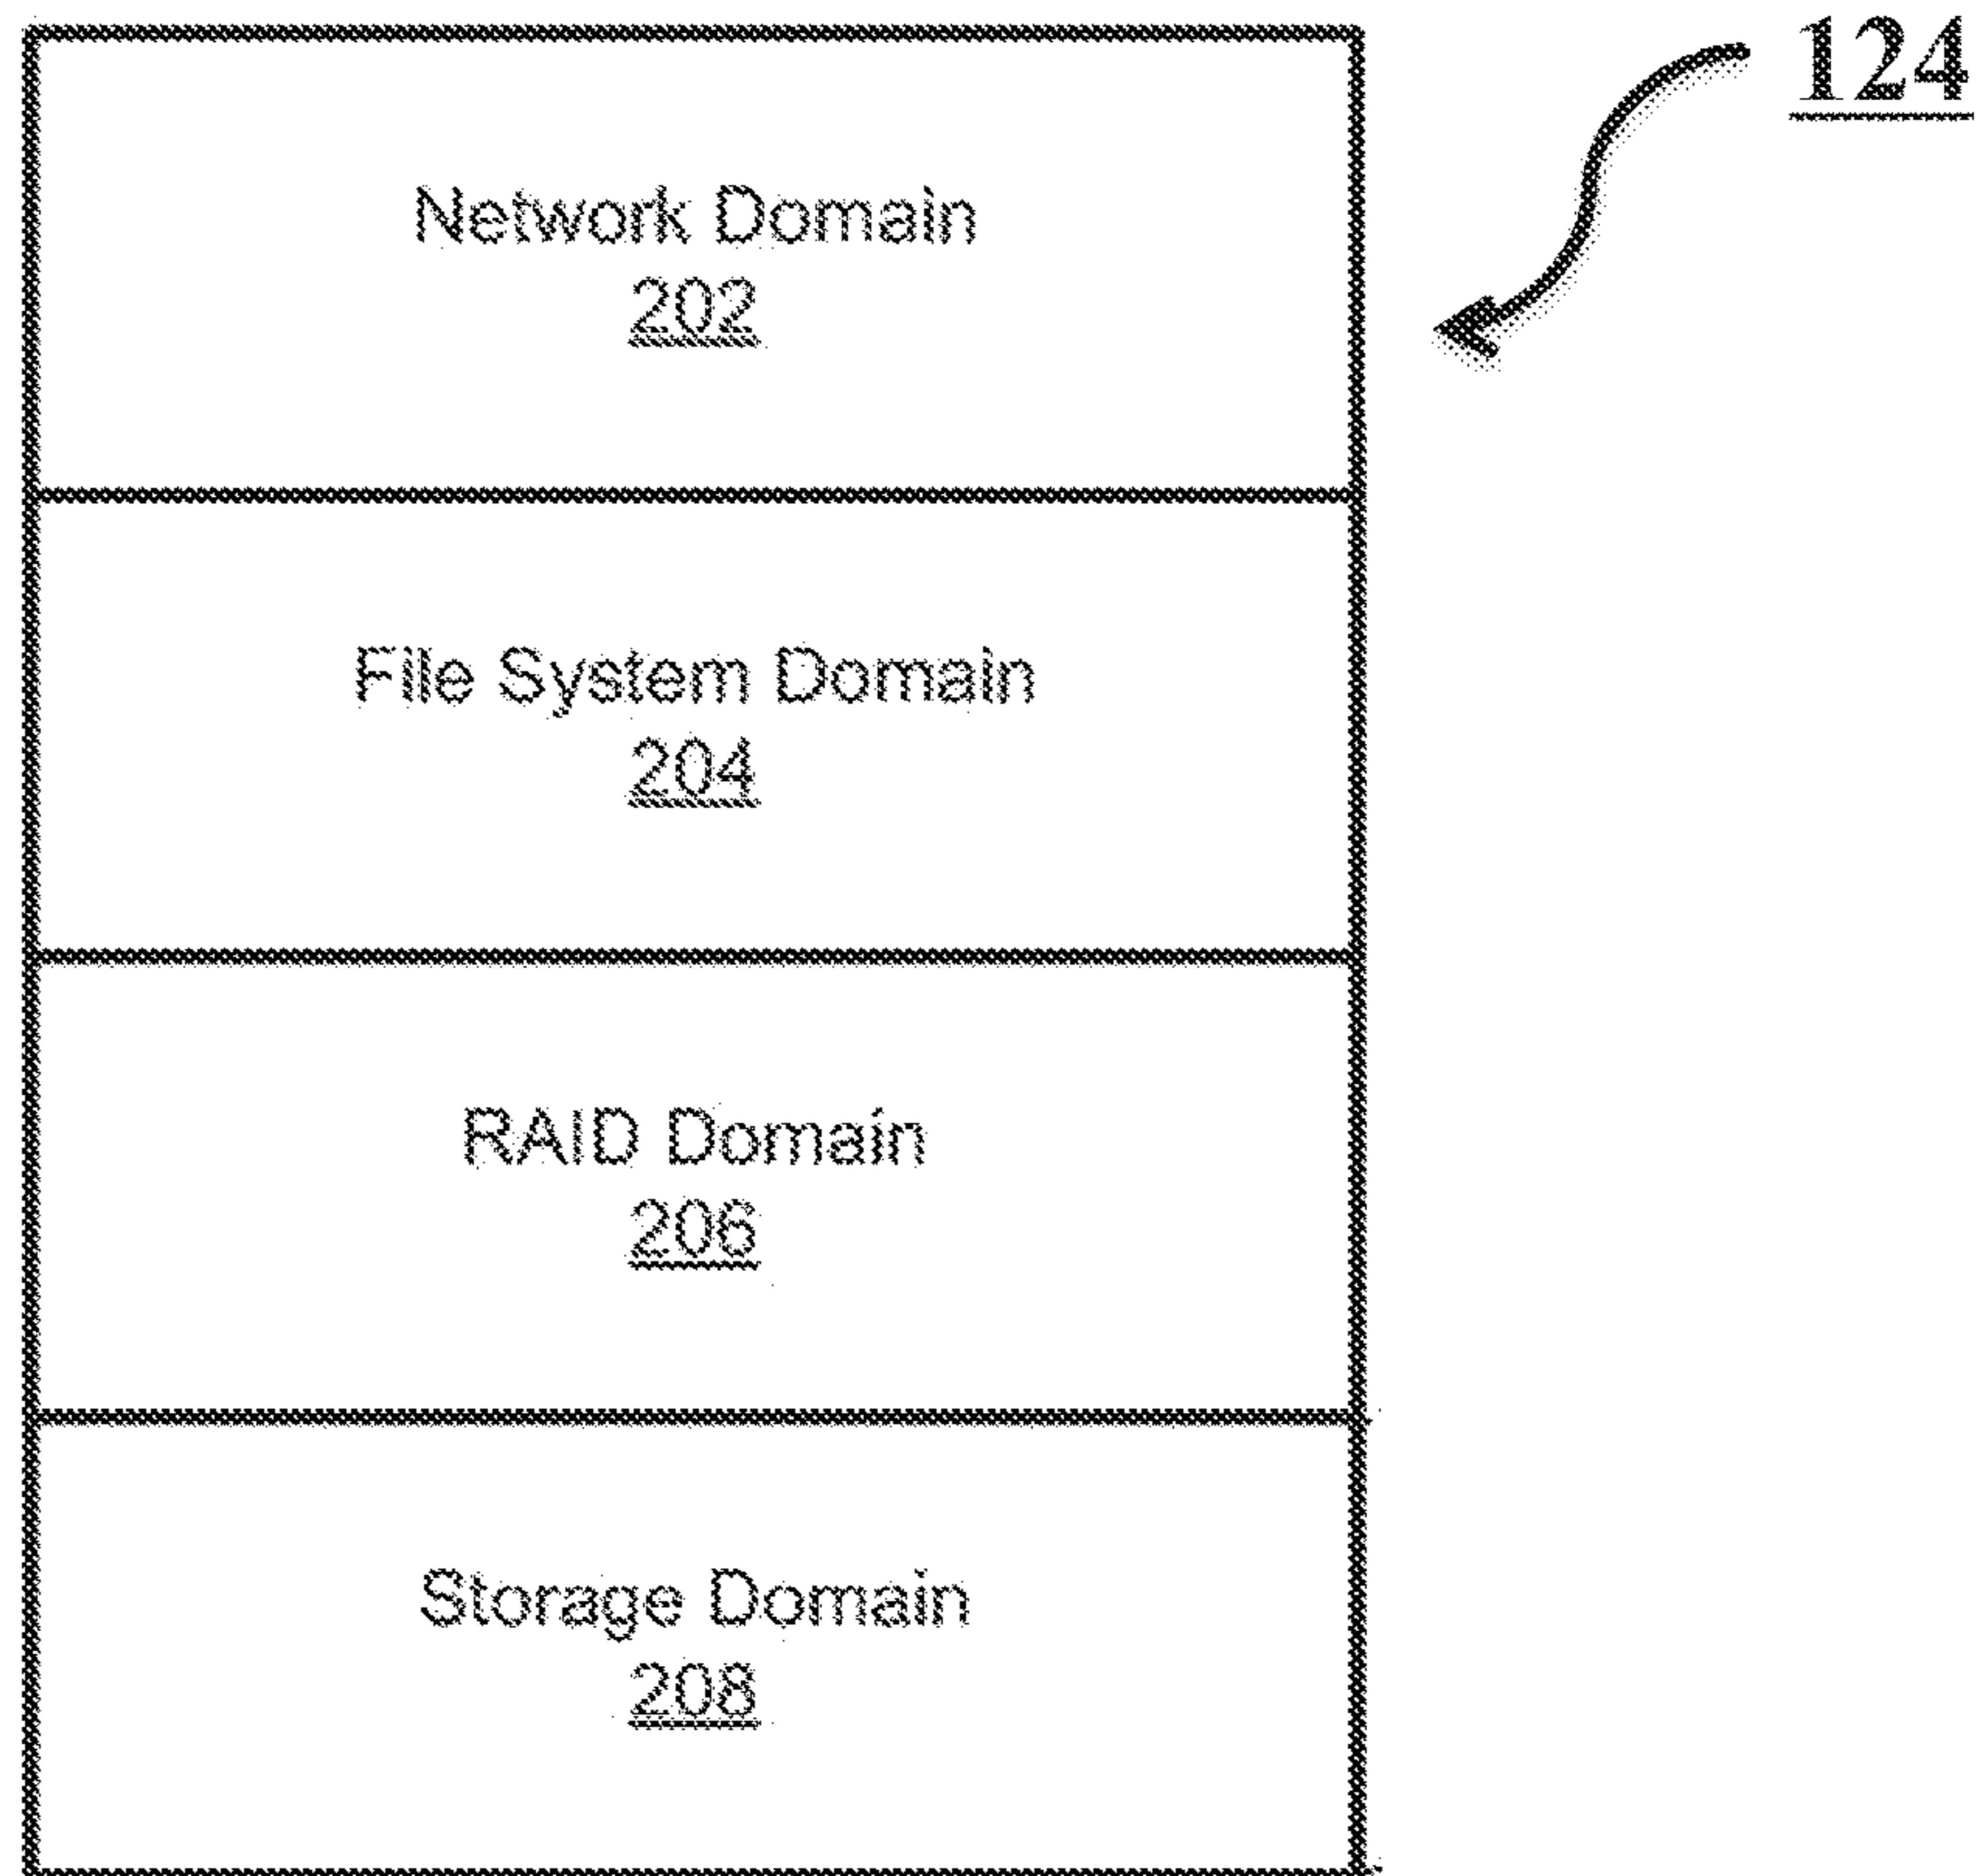 124
Network Domain
202
File System Domain
204
RAID Domain
206
Storage Domain
208